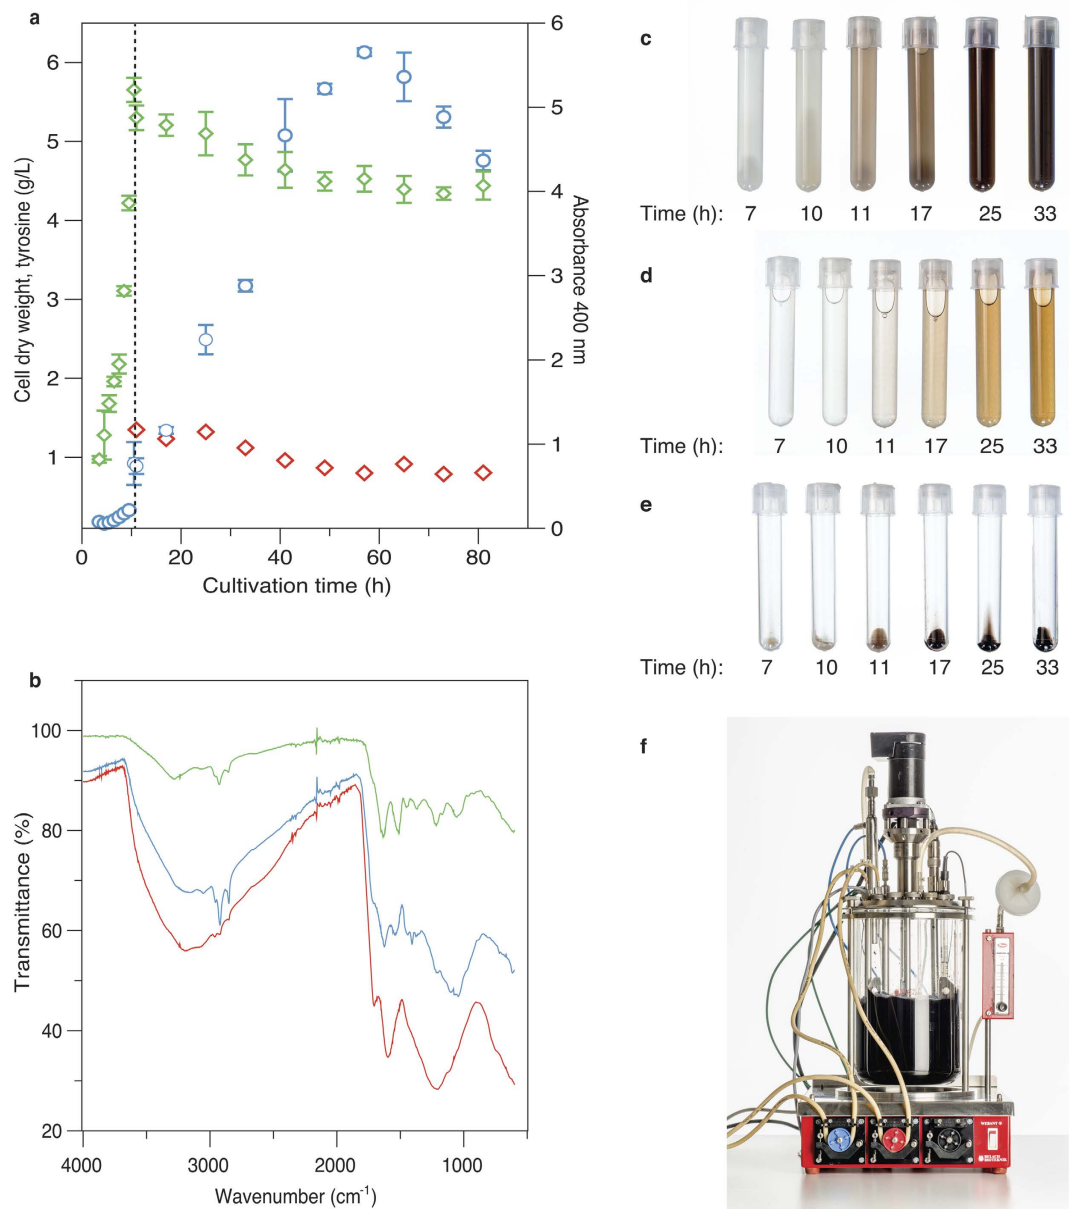 a
6
5
4
3
2
1
Cell dry weight, tyrosine (g/L)
6
5
4
3
2
1
0
Absorbance 400 nm
0 20 40 60 80
Cultivation time (h)
b
100
80
60
40
20
Transmittance (%)
4000 3000 2000 1000
Wavenumber (cm⁻¹)
c
Time (h): 7 10 11 17 25 33
d
Time (h): 7 10 11 17 25 33
e
Time (h): 7 10 11 17 25 33
f